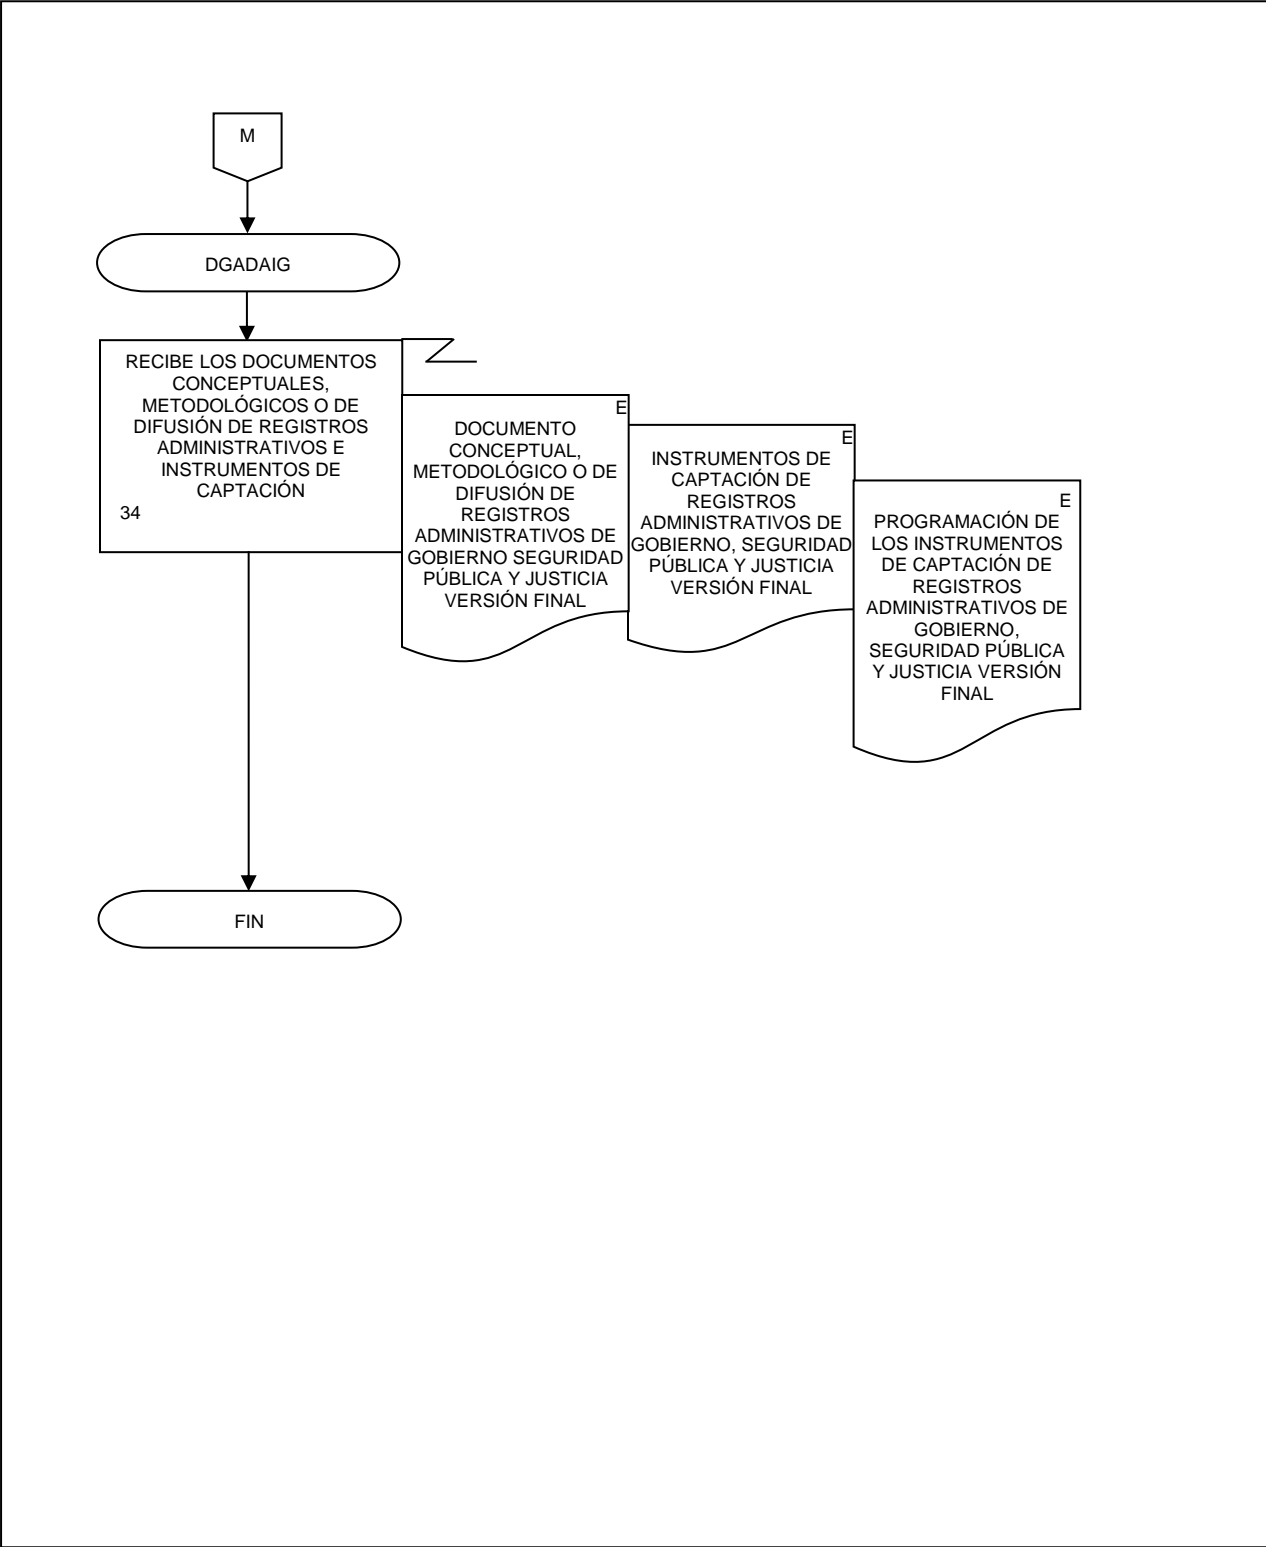 M
DGADAIG
RECIBE LOS DOCUMENTOS
CONCEPTUALES,
METODOLÓGICOS O DE
DIFUSIÓN DE REGISTROS
ADMINISTRATIVOS E
INSTRUMENTOS DE
CAPTACIÓN
34
E
DOCUMENTO
CONCEPTUAL,
METODOLÓGICO O DE
DIFUSIÓN DE
REGISTROS
ADMINISTRATIVOS DE
GOBIERNO SEGURIDAD
PÚBLICA Y JUSTICIA
VERSIÓN FINAL
E
INSTRUMENTOS DE
CAPTACIÓN DE
REGISTROS
ADMINISTRATIVOS DE
GOBIERNO, SEGURIDAD
PÚBLICA Y JUSTICIA
VERSIÓN FINAL
E
PROGRAMACIÓN DE
LOS INSTRUMENTOS
DE CAPTACIÓN DE
REGISTROS
ADMINISTRATIVOS DE
GOBIERNO,
SEGURIDAD PÚBLICA
Y JUSTICIA VERSIÓN
FINAL
FIN